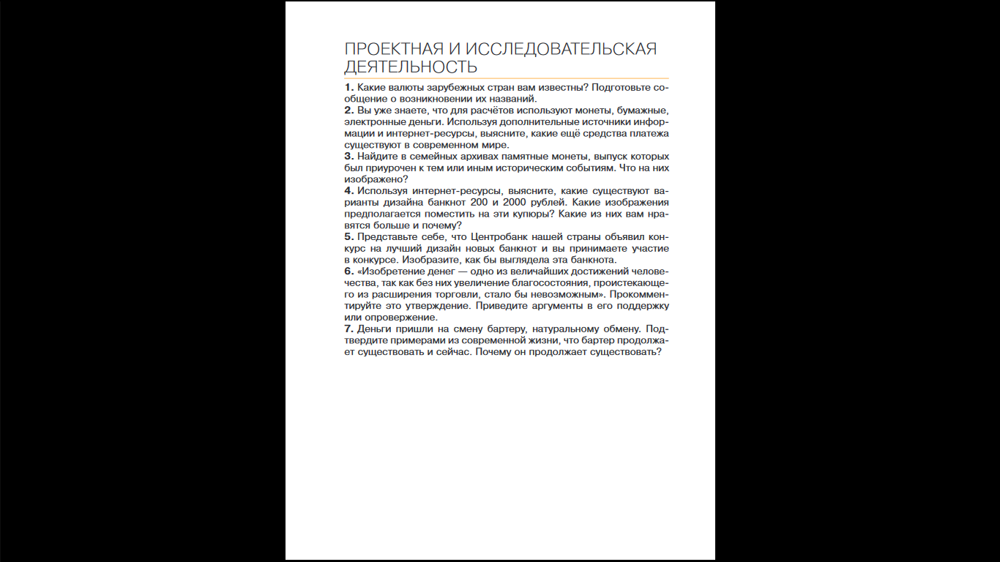 ПРОЕКТНАЯ И ИССЛЕДОВАТЕЛЬСКАЯ
ДЕЯТЕЛЬНОСТЬ
1. Какие валюты зарубежных стран вам известны? Подготовьте со-
общение о возникновении их названий.
2. Вы уже знаете, что для расчётов используют монеты, бумажные,
электронные деньги. Используя дополнительные источники инфор-
мации и интернет-ресурсы, выясните, какие ещё средства платежа
существуют в современном мире.
3. Найдите в семейных архивах памятные монеты, выпуск которых
был приурочен к тем или иным историческим событиям. Что на них
изображено?
4. Используя интернет-ресурсы, выясните, какие существуют ва-
рианты дизайна банкнот 200 и 2000 рублей. Какие изображения
предполагается поместить на эти купюры? Какие из них вам нра-
вятся больше и почему?
5. Представьте себе, что Центробанк нашей страны объявил кон-
курс на лучший дизайн новых банкнот и вы принимаете участие
в конкурсе. Изобразите, как бы выглядела эта банкнота.
6. «Изобретение денег — одно из величайших достижений челове-
чества, так как без них увеличение благосостояния, проистекающе-
го из расширения торговли, стало бы невозможным». Прокоммен-
тируйте это утверждение. Приведите аргументы в его поддержку
или опровержение.
7. Деньги пришли на смену бартеру, натуральному обмену. Под-
твердите примерами из современной жизни, что бартер продолжа-
ет существовать и сейчас. Почему он продолжает существовать?